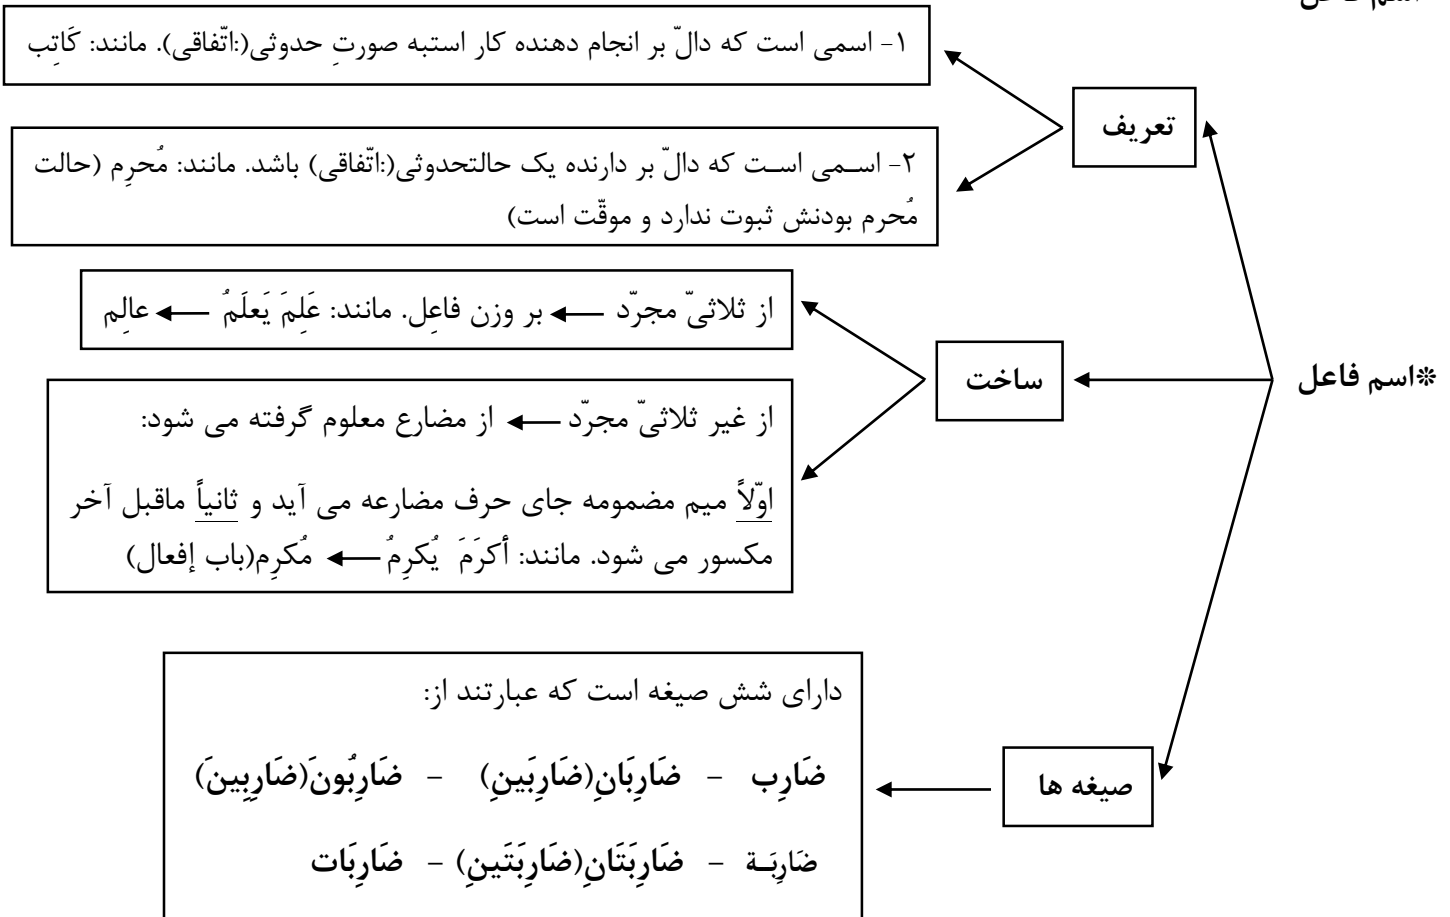 تعریف
۱- اسمی است که دالّ بر انجام دهنده کار استبه صورتِ حدوثی(:اتّفاقی). مانند: کَاتِب
۲- اسـمی اسـت که دالّ بر دارنده یک حالتحدوثی(:اتّفاقی) باشد. مانند: مُحرِم (حالت
مُحرم بودنش ثبوت ندارد و موقّت است)
*اسم فاعل
ساخت
از ثلاثیّ مجرّد ← بر وزن فاعِل. مانند: عَلِمَ یَعلَمُ ← عالِم
از غیر ثلاثیّ مجرّد ← از مضارع معلوم گرفته می شود:
اوّلاً میم مضمومه جای حرف مضارعه می آید و ثانیاً ماقبل آخر
مکسور می شود. مانند: أکرَمَ یُکرِمُ ← مُکرِم(باب إفعال)
صیغه ها
دارای شش صیغه است که عبارتند از:
ضَارِب - ضَارِبَانِ(ضَارِبَینِ) - ضَارِبُونَ(ضَارِبِینَ)
ضَارِبَـة - ضَارِبَتَانِ(ضَارِبَتَینِ) - ضَارِبَات